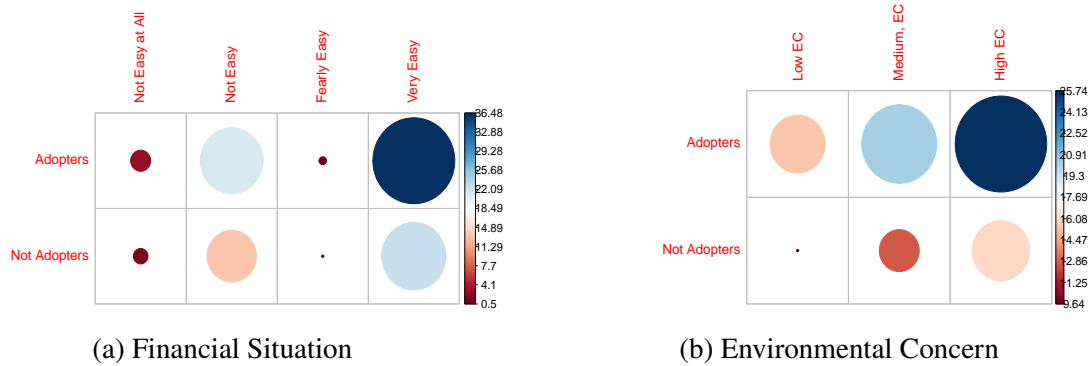 Not Easy at All
Not Easy
Fearly Easy
Very Easy
Adopters
Not Adopters
36.48
32.88
29.28
25.68
22.09
18.49
14.89
11.29
7.7
4.1
0.5
(a) Financial Situation
Low EC
Medium, EC
High EC
Adopters
Not Adopters
25.74
24.13
22.52
20.91
19.3
17.69
16.08
14.47
12.86
11.25
9.64
(b) Environmental Concern